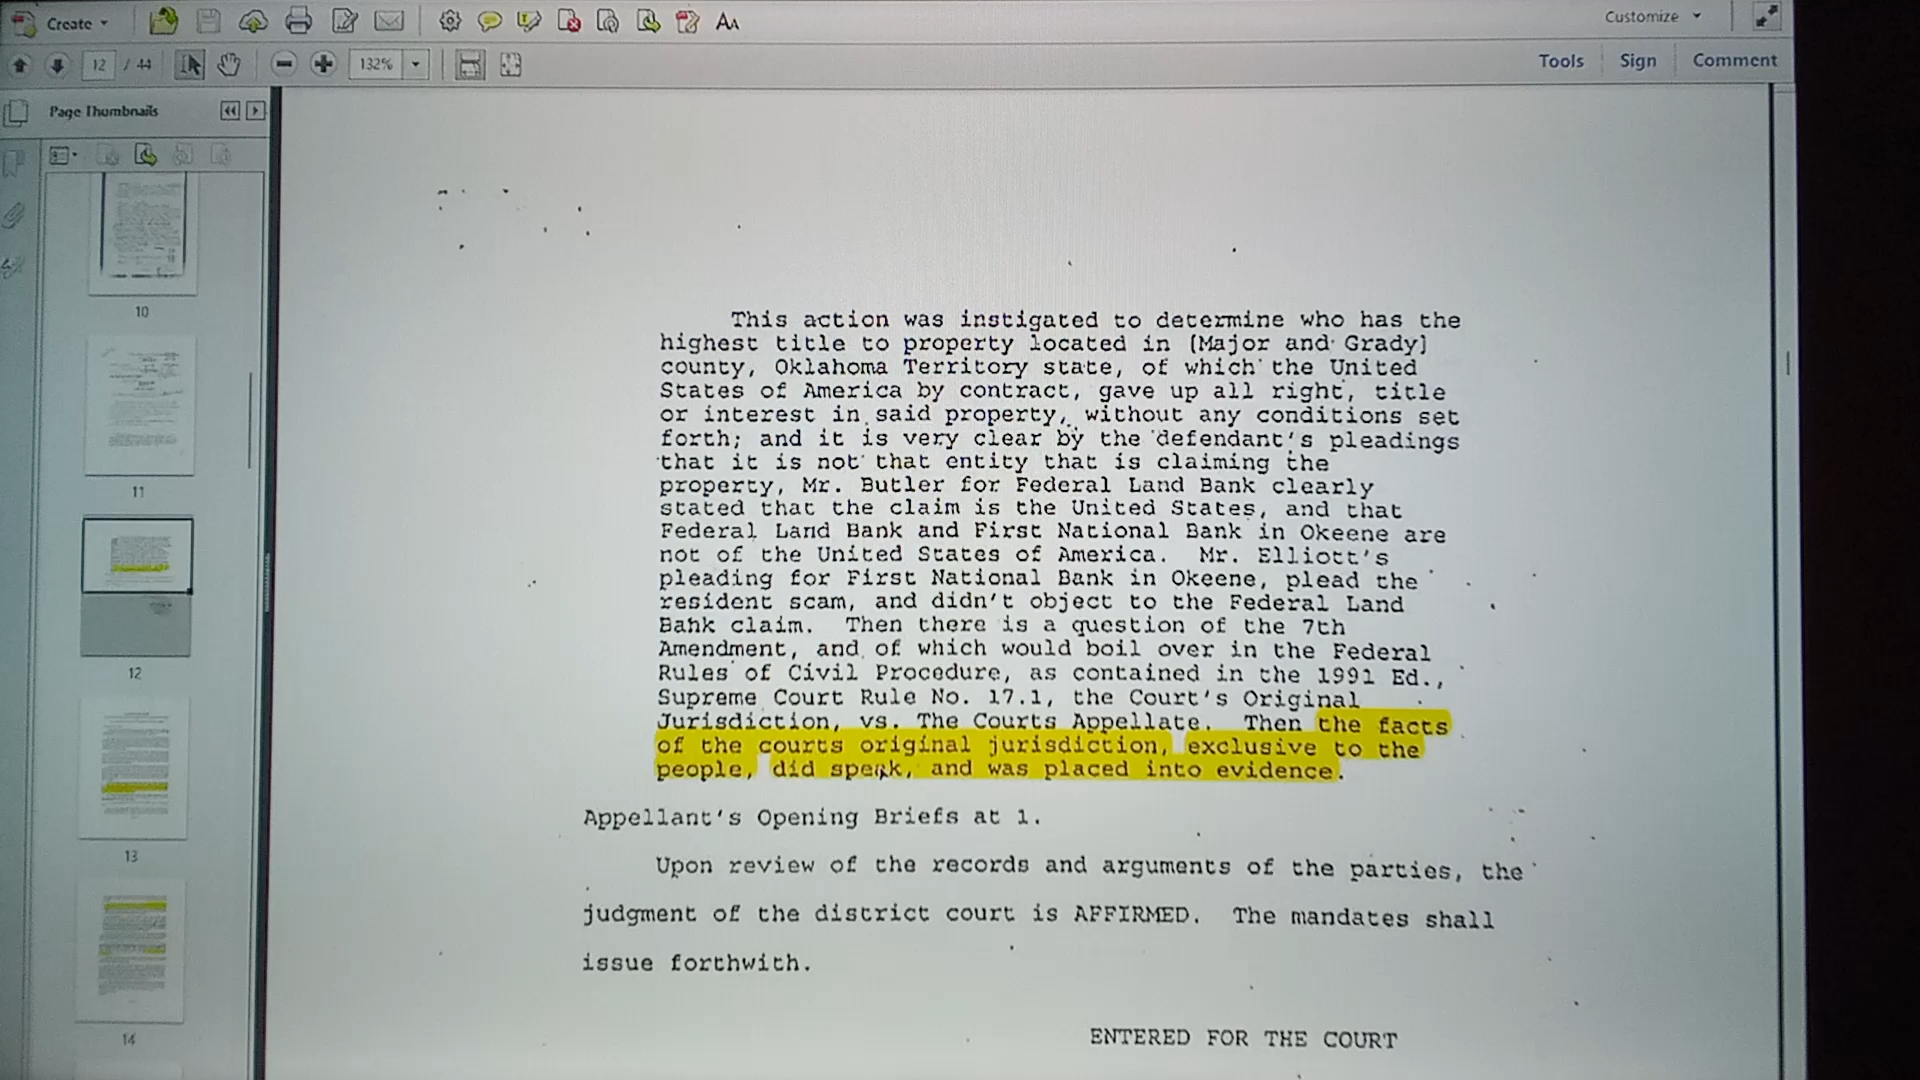 Create
Customize
12 / 44
132%
Tools
Sign
Comment
Page Thumbnails
10
11
12
13
14
This action was instigated to determine who has the
highest title to property located in [Major and Grady]
county, Oklahoma Territory state, of which the United
States of America by contract, gave up all right, title
or interest in said property, without any conditions set
forth; and it is very clear by the defendant's pleadings
that it is not that entity that is claiming the
property, Mr. Butler for Federal Land Bank clearly
stated that the claim is the United States, and that
Federal Land Bank and First National Bank in Okeene are
not of the United States of America. Mr. Elliott's
pleading for First National Bank in Okeene, plead the
resident scam, and didn't object to the Federal Land
Bank claim. Then there is a question of the 7th
Amendment, and of which would boil over in the Federal
Rules of Civil Procedure, as contained in the 1991 Ed.,
Supreme Court Rule No. 17.1, the Court's Original
Jurisdiction, vs. The Courts Appellate. Then the facts
of the courts original jurisdiction, exclusive to the
people, did speak, and was placed into evidence.
Appellant's Opening Briefs at 1.
Upon review of the records and arguments of the parties, the
judgment of the district court is AFFIRMED. The mandates shall
issue forthwith.
ENTERED FOR THE COURT